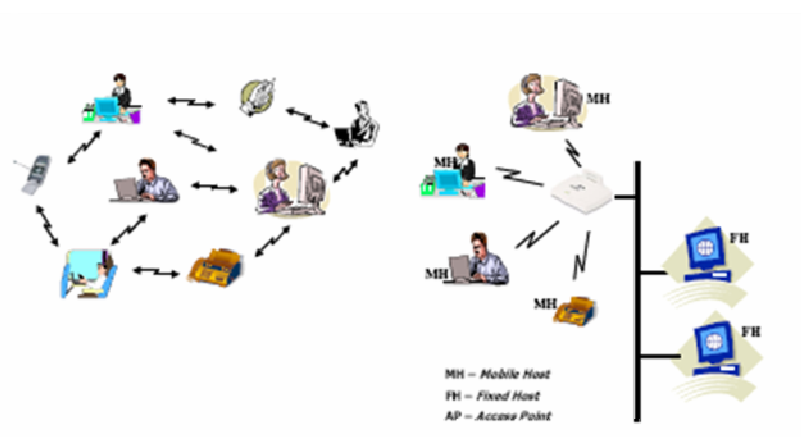 MH
MH
FH
MH
MH
FH
MH – Mobile Host
FH – Fixed Host
AP – Access Point